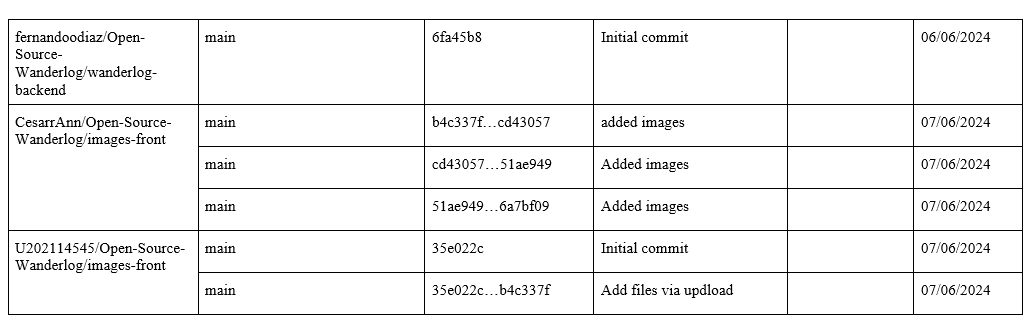 fernandoodiaz/Open-
Source-
Wanderlog/wanderlog-
backend
main
6fa45b8
Initial commit
06/06/2024
CesarrAnn/Open-Source-
Wanderlog/images-front
main
b4c337f…cd43057
added images
07/06/2024
main
cd43057…51ae949
Added images
07/06/2024
main
51ae949…6a7bf09
Added images
07/06/2024
U202114545/Open-Source-
Wanderlog/images-front
main
35e022c
Initial commit
07/06/2024
main
35e022c…b4c337f
Add files via updload
07/06/2024